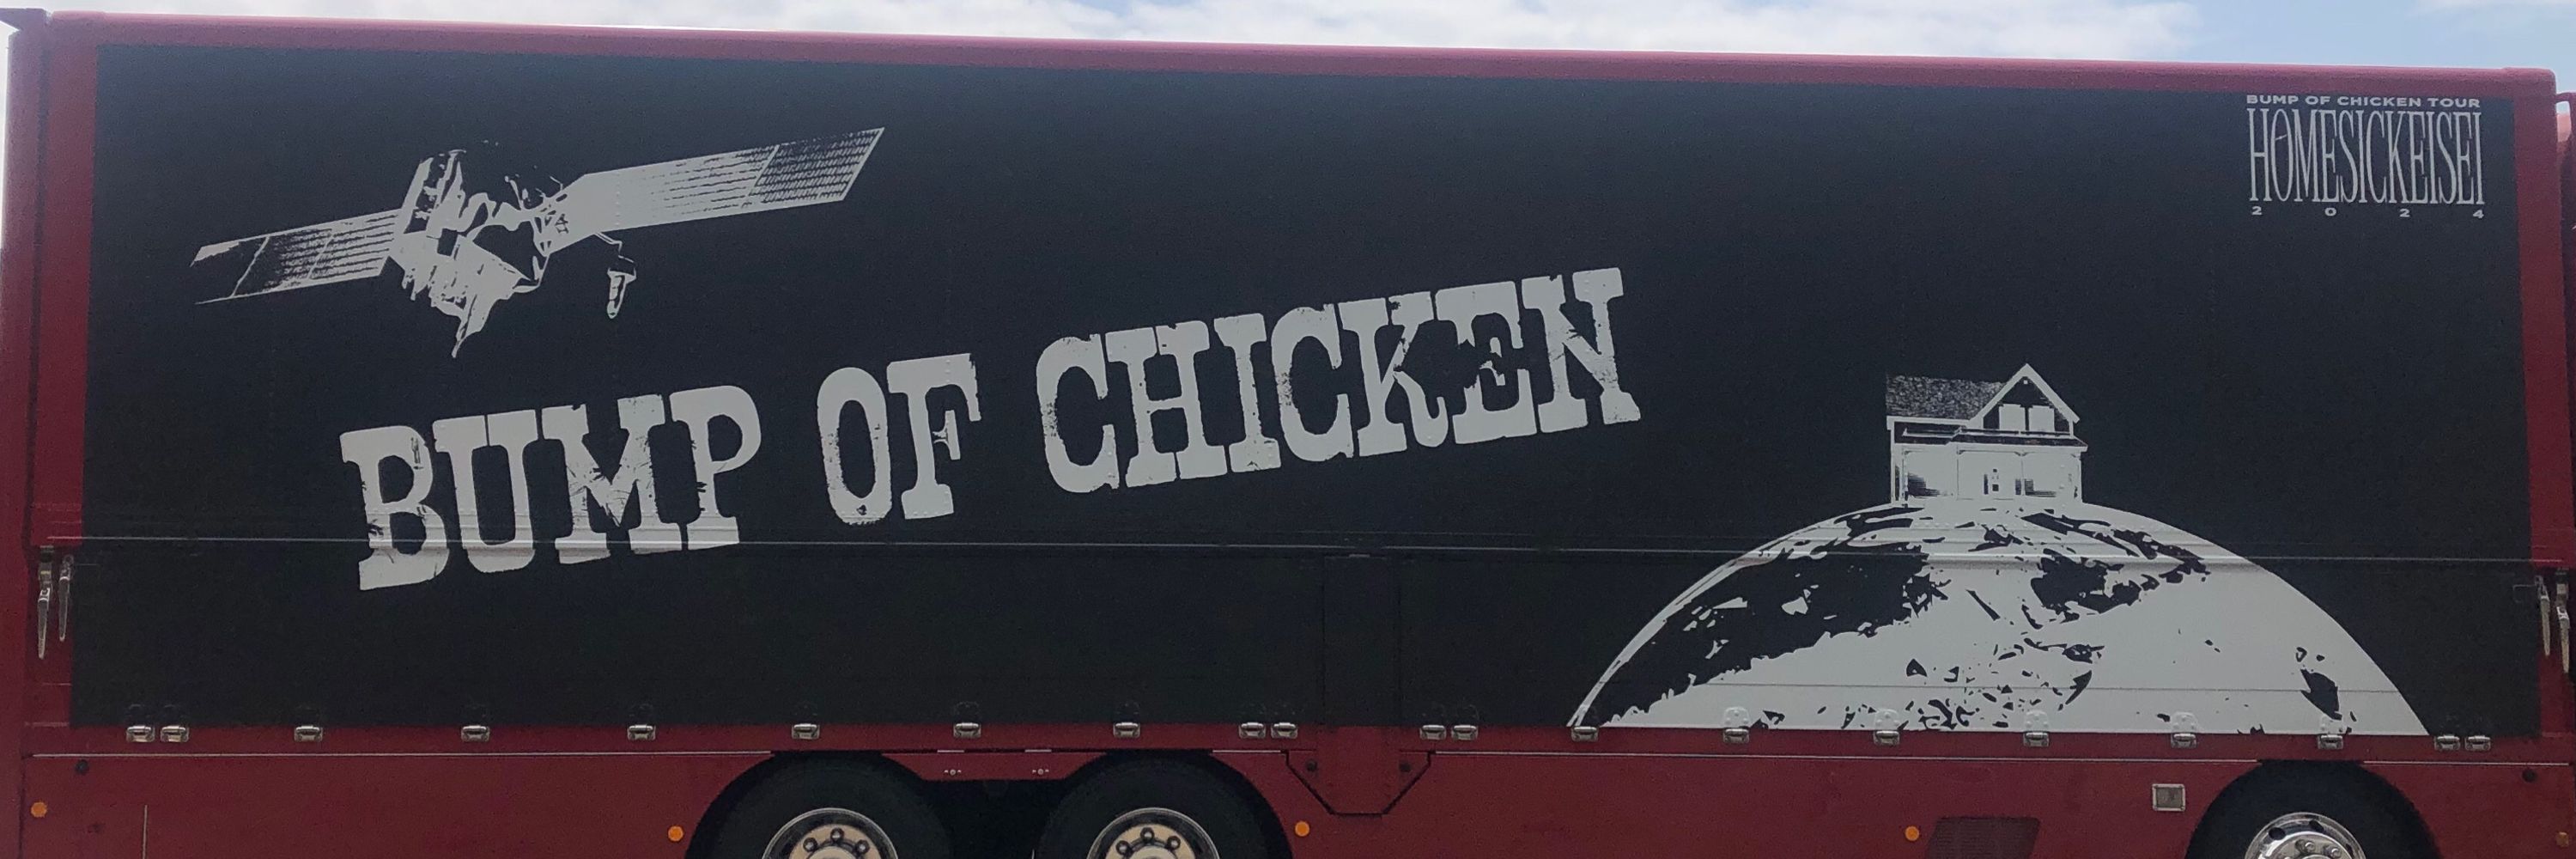 BUMP OF CHICKEN TOUR
HOMESICKEISEI
2024
BUMP OF CHICKEN